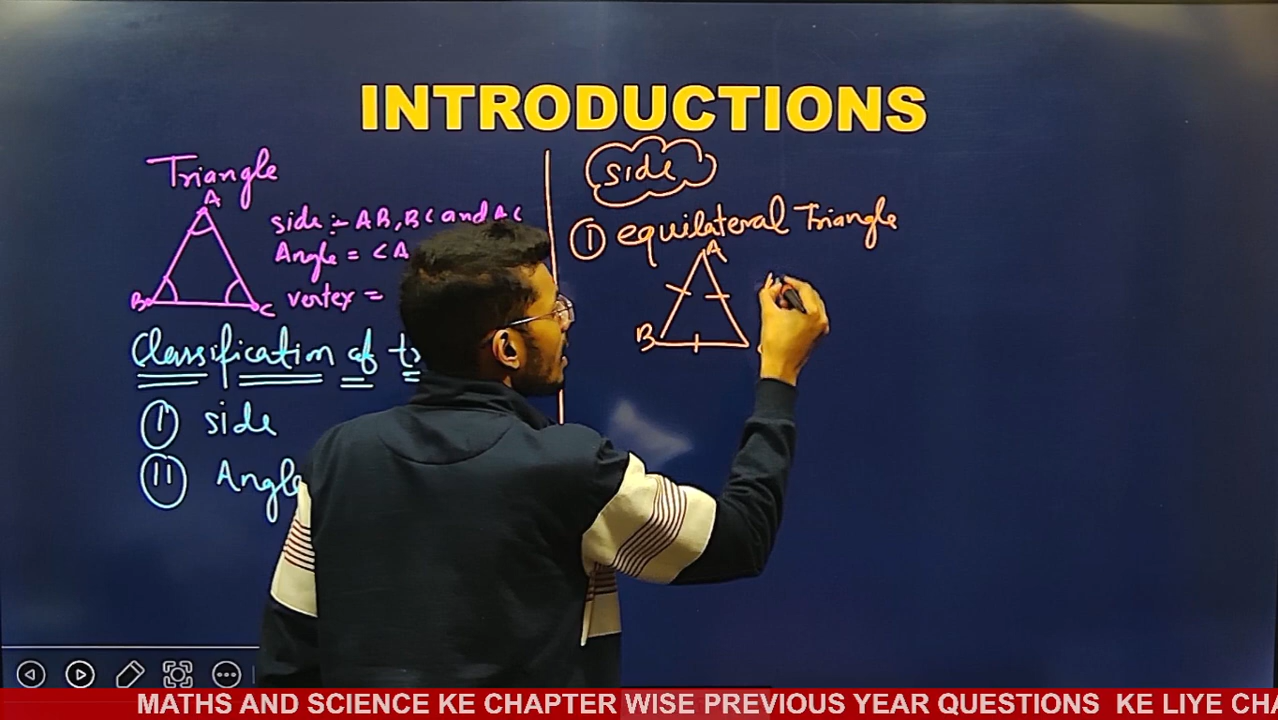 INTRODUCTIONS
Triangle
A
side :- AB, BC and AC
Angle = <A
B
C
vertex =
Classification of
I side
II Angle
side
I equilateral Triangle
A
B
MATHS AND SCIENCE KE CHAPTER WISE PREVIOUS YEAR QUESTIONS KE LIYE CHA